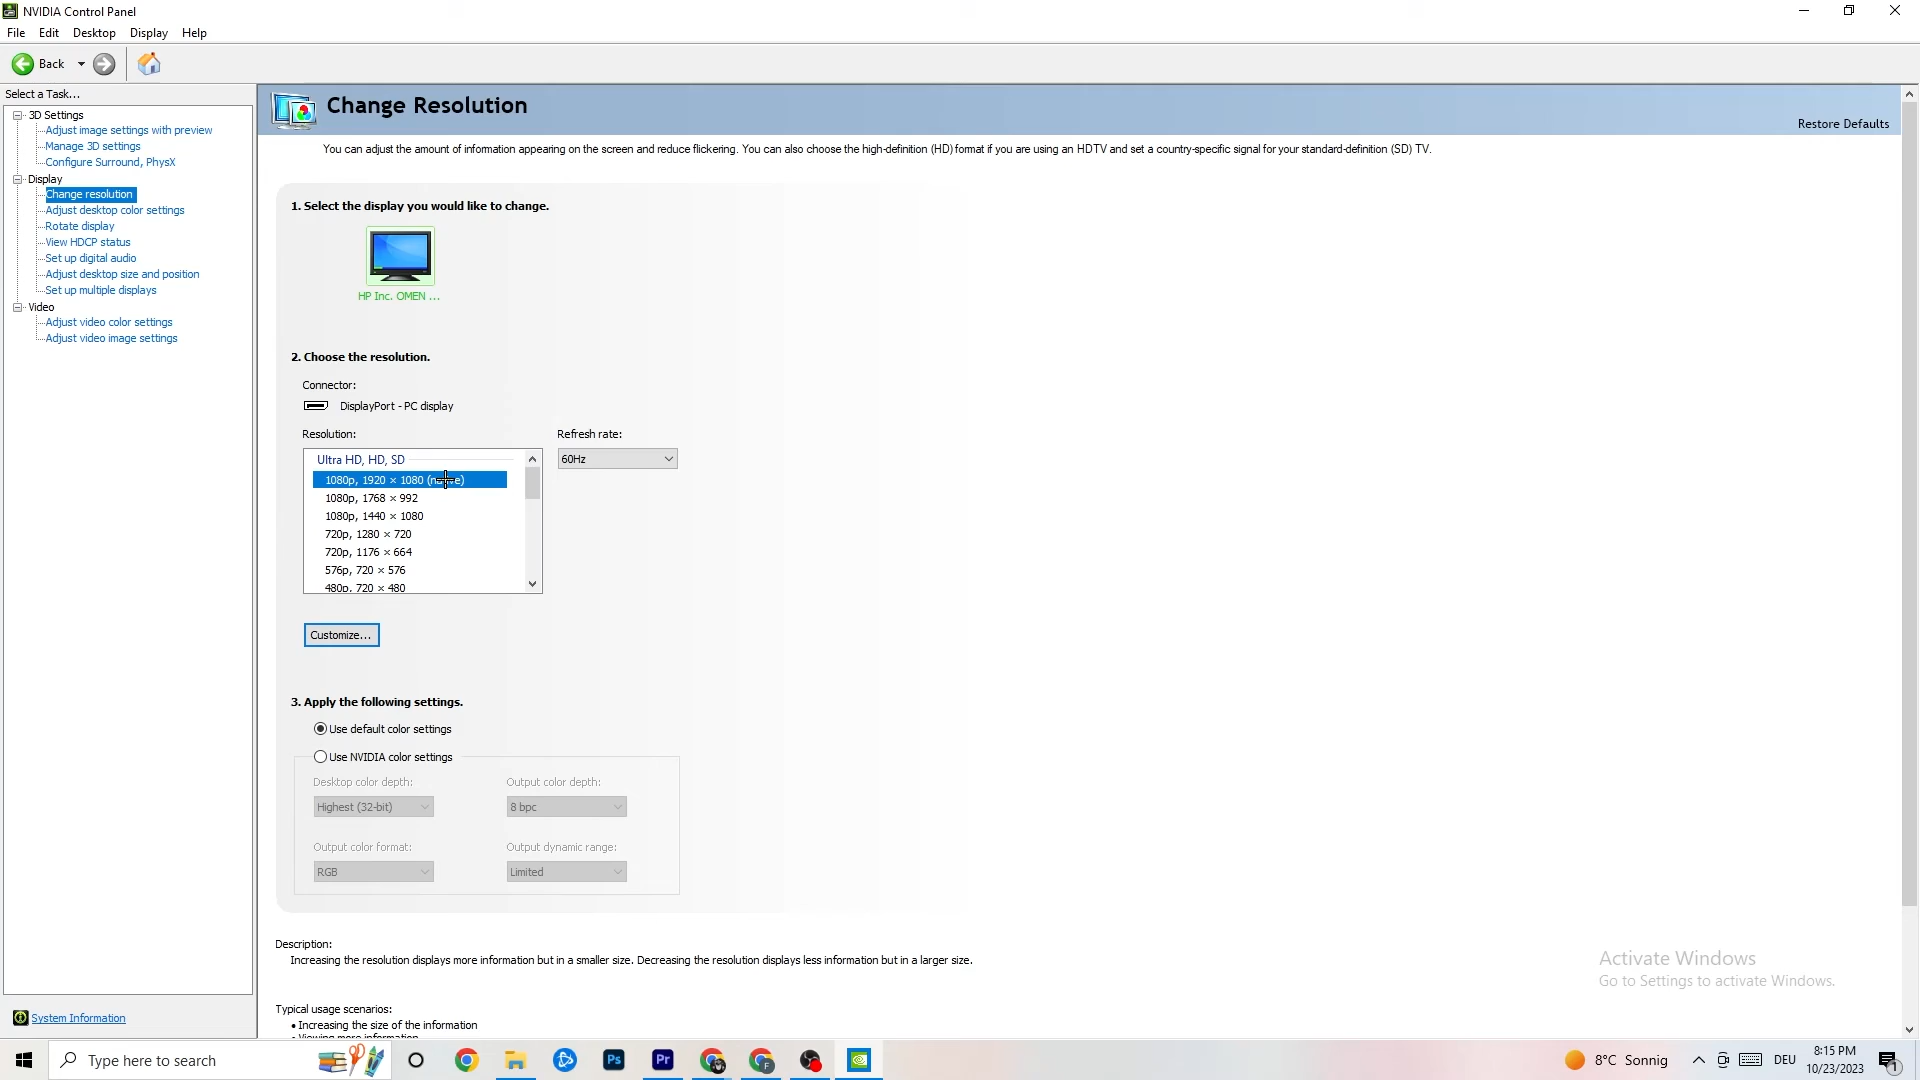 NVIDIA Control Panel
File Edit Desktop Display Help
Back
Select a Task...
3D Settings
Adjust image settings with preview
Manage 3D settings
Configure Surround, PhysX
Display
Change resolution
Adjust desktop color settings
Rotate display
View HDCP status
Set up digital audio
Adjust desktop size and position
Set up multiple displays
Video
Adjust video color settings
Adjust video image settings
System Information
Change Resolution
Restore Defaults
You can adjust the amount of information appearing on the screen and reduce flickering. You can also choose the high-definition (HD) format if you are using an HDTV and set a country-specific signal for your standard-definition (SD) TV.
1. Select the display you would like to change.
HP Inc. OMEN ...
2. Choose the resolution.
Connector:
DisplayPort - PC display
Resolution:
Refresh rate:
Ultra HD, HD, SD
60Hz
1080p, 1920 × 1080 (native)
1080p, 1768 × 992
1080p, 1440 × 1080
720p, 1280 × 720
720p, 1176 × 664
576p, 720 × 576
480p, 720 × 480
Customize...
3. Apply the following settings.
Use default color settings
Use NVIDIA color settings
Desktop color depth:
Output color depth:
Highest (32-bit)
8 bpc
Output color format:
Output dynamic range:
RGB
Limited
Description:
Increasing the resolution displays more information but in a smaller size. Decreasing the resolution displays less information but in a larger size.
Typical usage scenarios:
• Increasing the size of the information
• Viewing more information
Activate Windows
Go to Settings to activate Windows.
Type here to search
Ps
Pr
F
8°C Sonnig
DEU
8:15 PM
10/23/2023
1